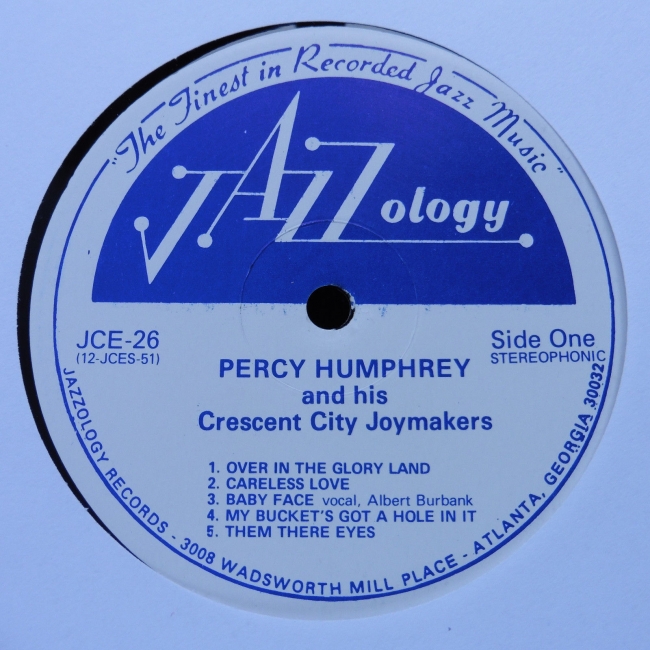 "The Finest in Recorded Jazz Music"
JAZZology
JCE-26
(12-JCES-51)
Side One
STEREOPHONIC
PERCY HUMPHREY
and his
Crescent City Joymakers
1. OVER IN THE GLORY LAND
2. CARELESS LOVE
3. BABY FACE vocal, Albert Burbank
4. MY BUCKET'S GOT A HOLE IN IT
5. THEM THERE EYES
JAZZOLOGY RECORDS - 3008 WADSWORTH MILL PLACE - ATLANTA, GEORGIA 30032